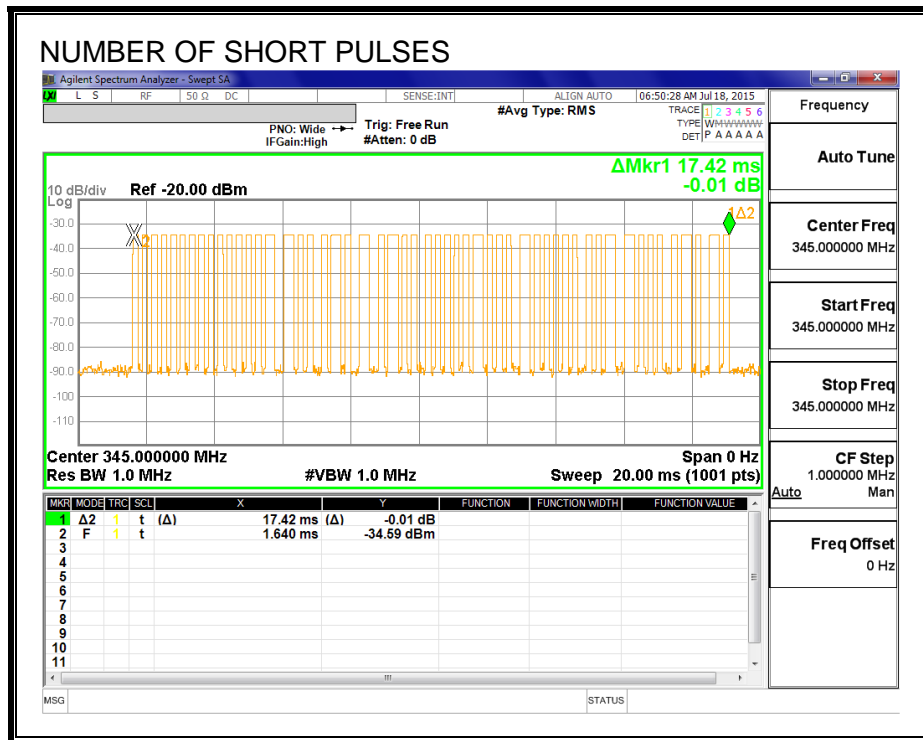 NUMBER OF SHORT PULSES
Agilent Spectrum Analyzer - Swept SA
LXI L S RF 50 Ω DC SENSE:INT ALIGN AUTO 06:50:28 AM Jul 18, 2015
#Avg Type: RMS TRACE 1 2 3 4 5 6
PNO: Wide Trig: Free Run TYPE WMWWWW
IFGain:High #Atten: 0 dB DET P A A A A A
ΔMkr1 17.42 ms
10 dB/div Ref -20.00 dBm -0.01 dB
Log
1Δ2
-30.0
2
-40.0
-50.0
-60.0
-70.0
-80.0
-90.0
-100
-110
Center 345.000000 MHz Span 0 Hz
Res BW 1.0 MHz #VBW 1.0 MHz Sweep 20.00 ms (1001 pts)
MKR MODE TRC SCL X Y FUNCTION FUNCTION WIDTH FUNCTION VALUE
1 Δ2 1 t (Δ) 17.42 ms (Δ) -0.01 dB
2 F 1 t 1.640 ms -34.59 dBm
3
4
5
6
7
8
9
10
11
MSG STATUS
Frequency
Auto Tune
Center Freq
345.000000 MHz
Start Freq
345.000000 MHz
Stop Freq
345.000000 MHz
CF Step
1.000000 MHz
Auto Man
Freq Offset
0 Hz